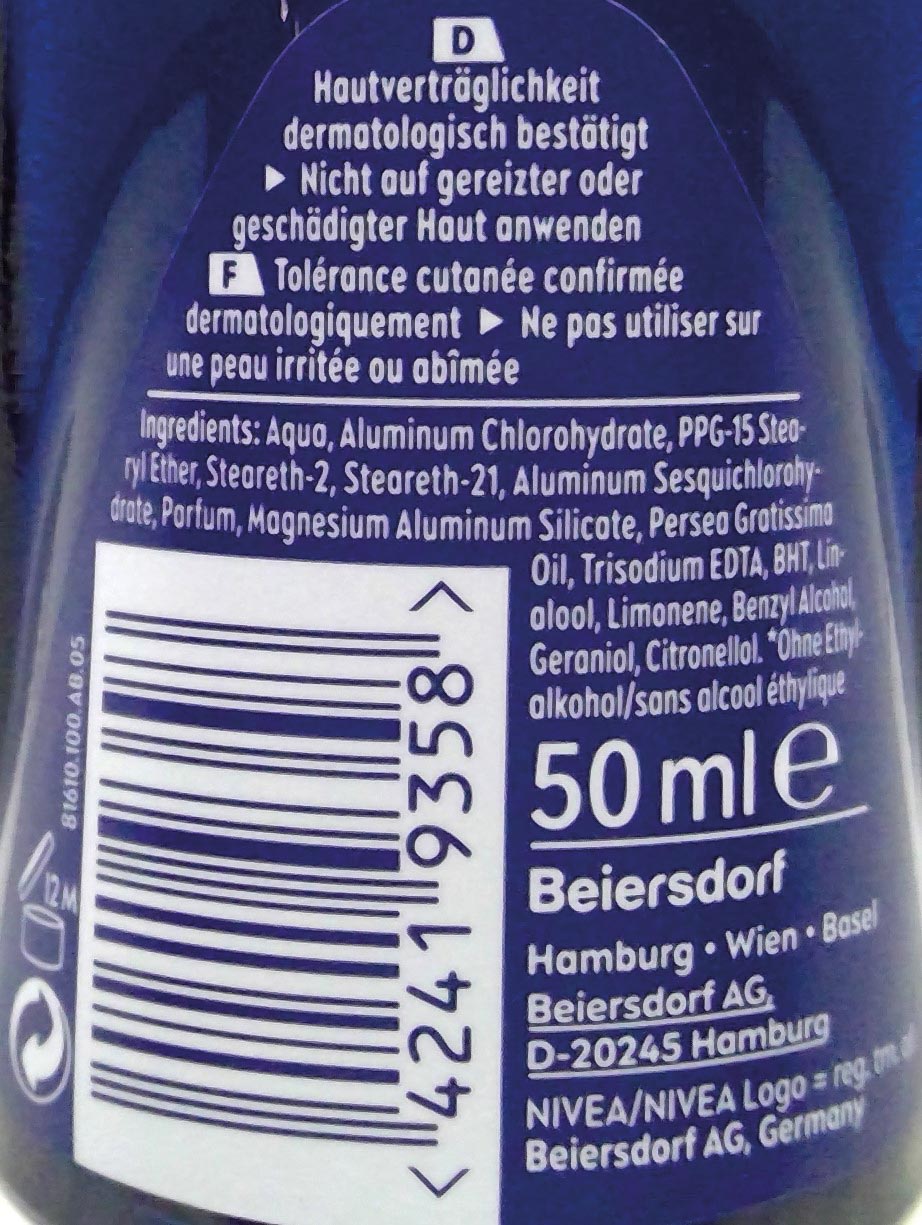 D
Hautverträglichkeit
dermatologisch bestätigt
▶ Nicht auf gereizter oder
geschädigter Haut anwenden
F Tolérance cutanée confirmée
dermatologiquement ▶ Ne pas utiliser sur
une peau irritée ou abîmée
Ingredients: Aqua, Aluminum Chlorohydrate, PPG-15 Stea-
ryl Ether, Steareth-2, Steareth-21, Aluminum Sesquichlorohy-
drate, Parfum, Magnesium Aluminum Silicate, Persea Gratissima
Oil, Trisodium EDTA, BHT, Lin-
alool, Limonene, Benzyl Alcohol,
Geraniol, Citronellol. *Ohne Ethyl-
alkohol/sans alcool éthylique
50 ml e
Beiersdorf
Hamburg • Wien • Basel
Beiersdorf AG,
D-20245 Hamburg
NIVEA/NIVEA Logo = reg. tm.
Beiersdorf AG, Germany
< 4241 9358 >
81610.100.AB.05
12M